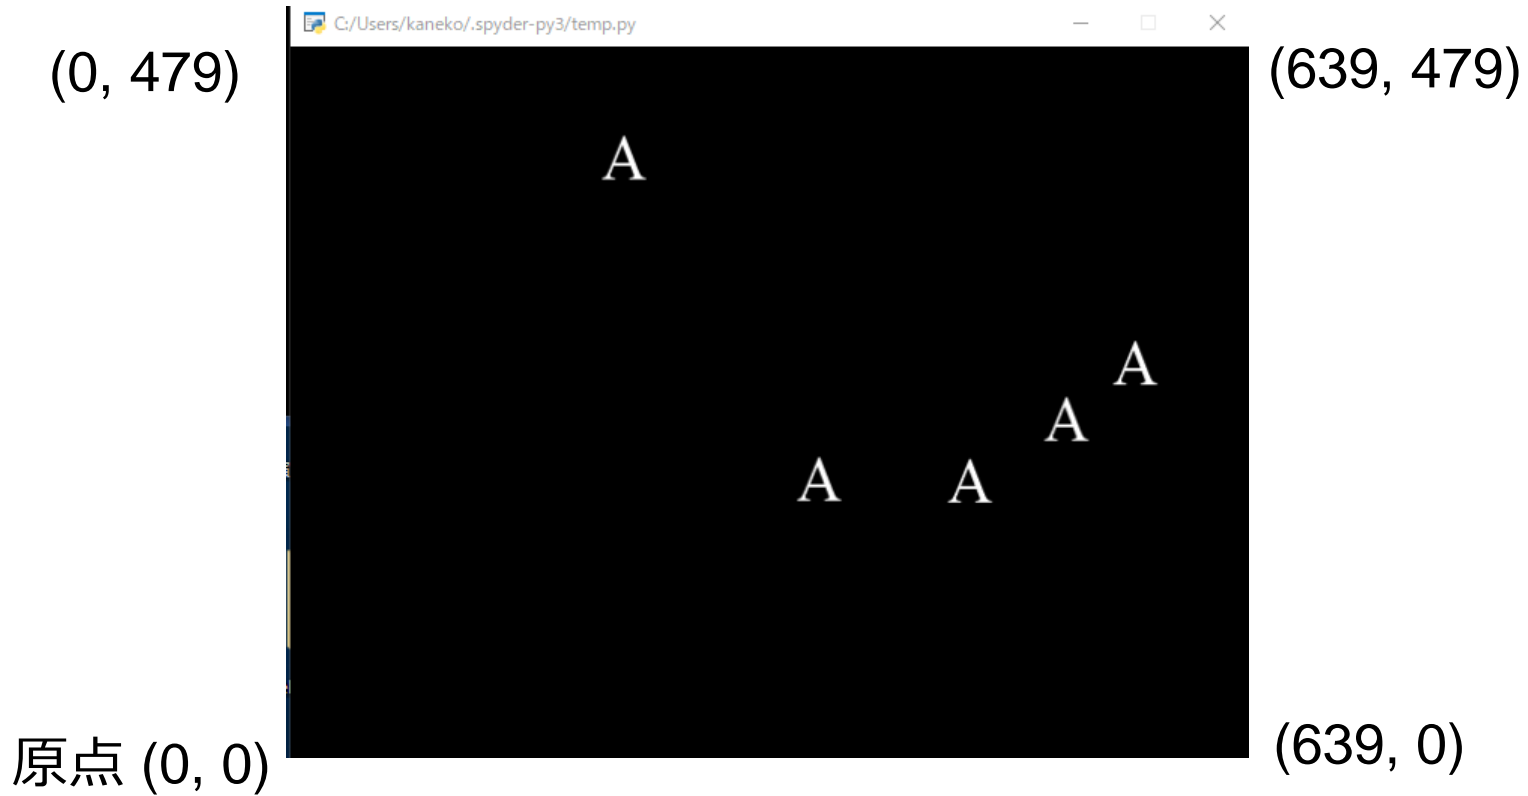 C:/Users/kaneko/.spyder-py3/temp.py
(0, 479)
(639, 479)
A
A
A
A
A
原点 (0, 0)
(639, 0)